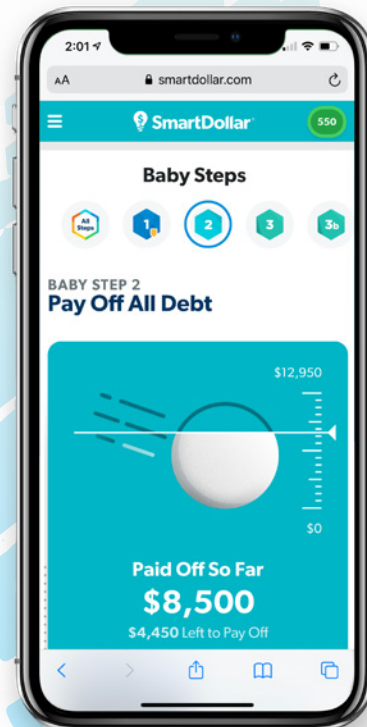 2:01
AA smartdollar.com
SmartDollar
550
Baby Steps
All
Steps
1 2 3 3b
BABY STEP 2
Pay Off All Debt
$12,950
$0
Paid Off So Far
$8,500
$4,450 Left to Pay Off